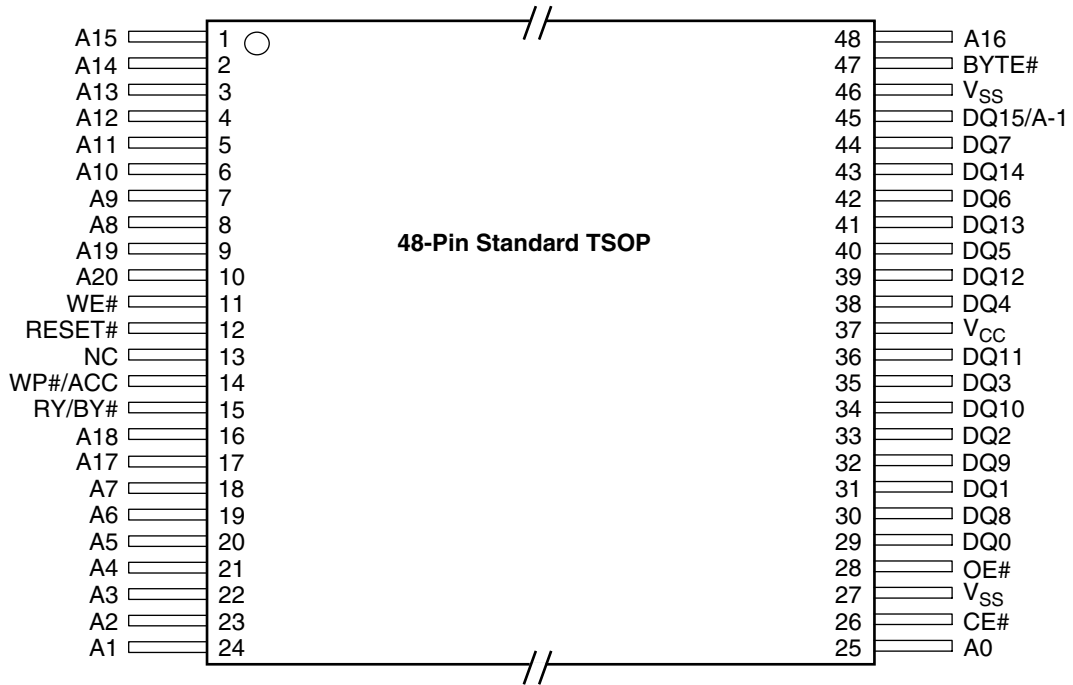 A15 1 48 A16
A14 2 47 BYTE#
A13 3 46 VSS
A12 4 45 DQ15/A-1
A11 5 44 DQ7
A10 6 43 DQ14
A9 7 42 DQ6
A8 8 41 DQ13
48-Pin Standard TSOP
A19 9 40 DQ5
A20 10 39 DQ12
WE# 11 38 DQ4
RESET# 12 37 VCC
NC 13 36 DQ11
WP#/ACC 14 35 DQ3
RY/BY# 15 34 DQ10
A18 16 33 DQ2
A17 17 32 DQ9
A7 18 31 DQ1
A6 19 30 DQ8
A5 20 29 DQ0
A4 21 28 OE#
A3 22 27 VSS
A2 23 26 CE#
A1 24 25 A0